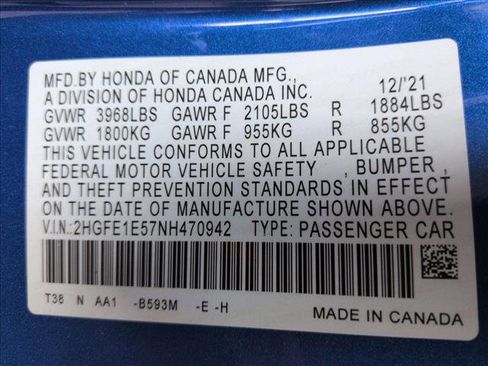 MFD.BY HONDA OF CANADA MFG.,
A DIVISION OF HONDA CANADA INC. 12/'21
GVWR 3968LBS GAWR F 2105LBS R 1884LBS
GVWR 1800KG GAWR F 955KG R 855KG
THIS VEHICLE CONFORMS TO ALL APPLICABLE
FEDERAL MOTOR VEHICLE SAFETY , BUMPER ,
AND THEFT PREVENTION STANDARDS IN EFFECT
ON THE DATE OF MANUFACTURE SHOWN ABOVE.
V.I.N.:2HGFE1E57NH470942 TYPE: PASSENGER CAR
T38 N AA1 -B593M -E -H
MADE IN CANADA